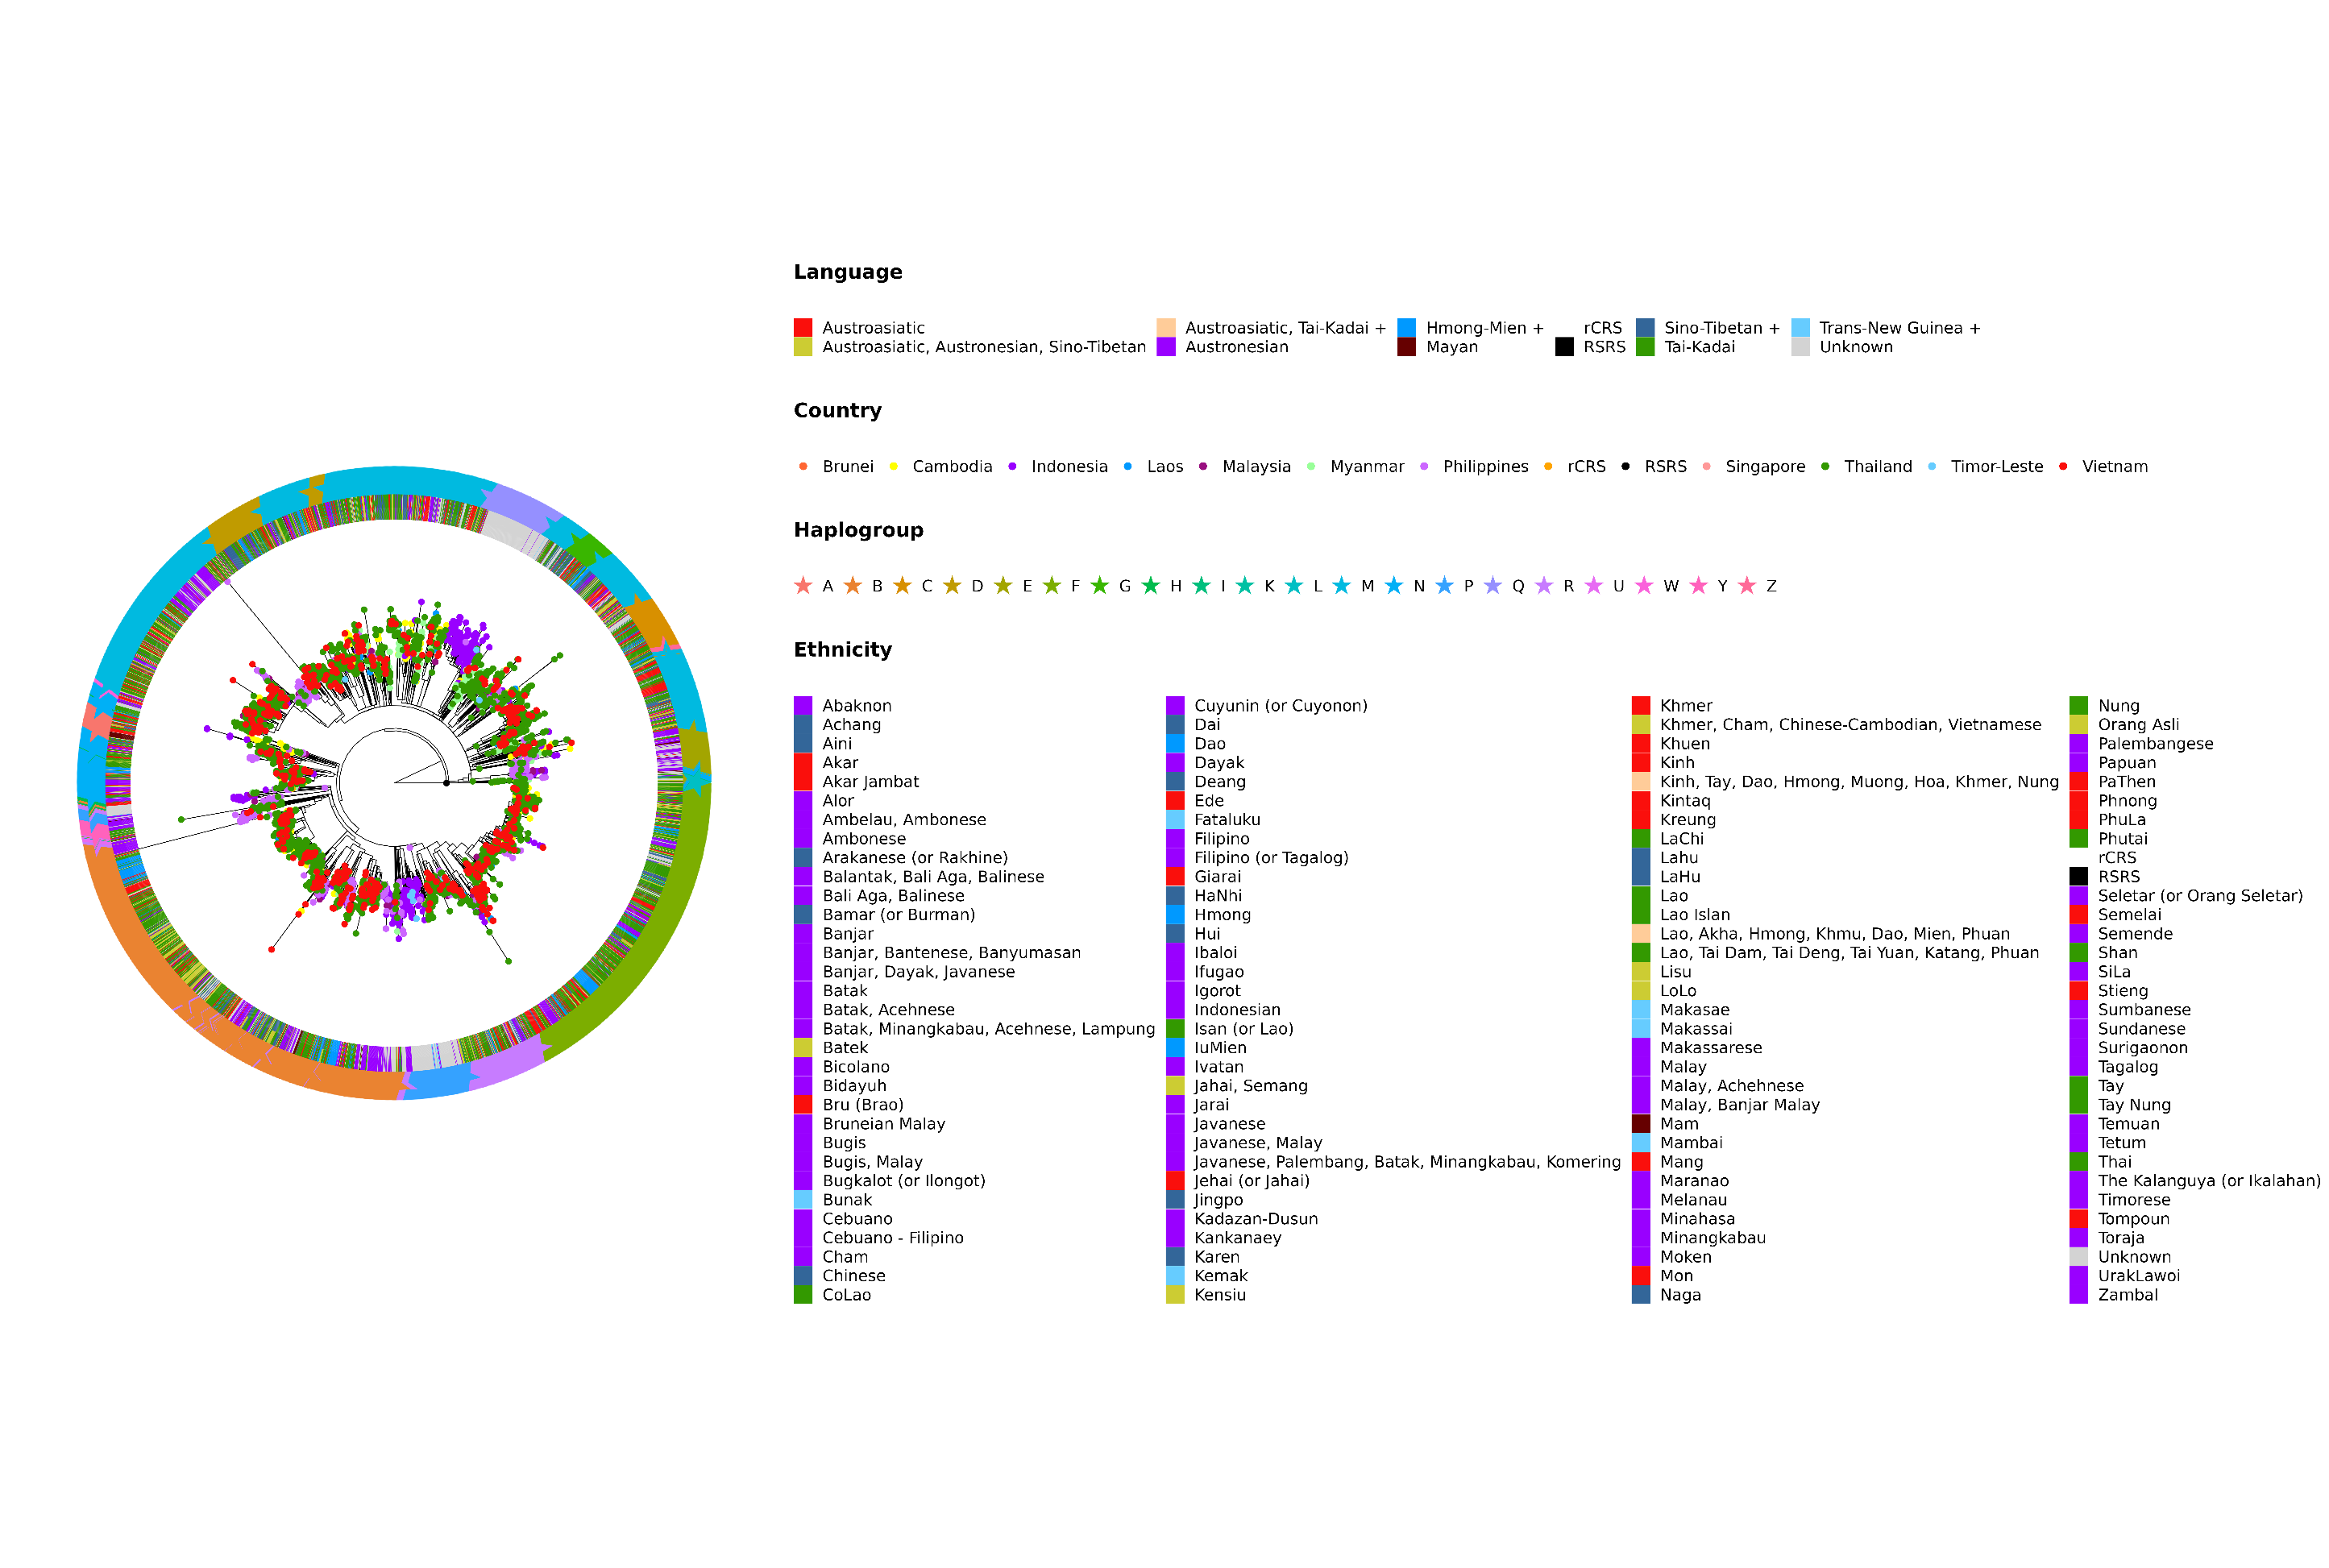 Language
Austroasiatic
Austroasiatic, Austronesian, Sino-Tibetan
Austroasiatic, Tai-Kadai +
Austronesian
Hmong-Mien +
Mayan
rCRS
RSRS
Sino-Tibetan +
Tai-Kadai
Trans-New Guinea +
Unknown
Country
Brunei Cambodia Indonesia Laos Malaysia Myanmar Philippines rCRS RSRS Singapore Thailand Timor-Leste Vietnam
Haplogroup
A B C D E F G H I K L M N P Q R U W Y Z
Ethnicity
Abaknon
Achang
Aini
Akar
Akar Jambat
Alor
Ambelau, Ambonese
Ambonese
Arakanese (or Rakhine)
Balantak, Bali Aga, Balinese
Bali Aga, Balinese
Bamar (or Burman)
Banjar
Banjar, Bantenese, Banyumasan
Banjar, Dayak, Javanese
Batak
Batak, Acehnese
Batak, Minangkabau, Acehnese, Lampung
Batek
Bicolano
Bidayuh
Bru (Brao)
Bruneian Malay
Bugis
Bugis, Malay
Bugkalot (or Ilongot)
Bunak
Cebuano
Cebuano - Filipino
Cham
Chinese
CoLao
Cuyunin (or Cuyonon)
Dai
Dao
Dayak
Deang
Ede
Fataluku
Filipino
Filipino (or Tagalog)
Giarai
HaNhi
Hmong
Hui
Ibaloi
Ifugao
Igorot
Indonesian
Isan (or Lao)
IuMien
Ivatan
Jahai, Semang
Jarai
Javanese
Javanese, Malay
Javanese, Palembang, Batak, Minangkabau, Komering
Jehai (or Jahai)
Jingpo
Kadazan-Dusun
Kankanaey
Karen
Kemak
Kensiu
Khmer
Khmer, Cham, Chinese-Cambodian, Vietnamese
Khuen
Kinh
Kinh, Tay, Dao, Hmong, Muong, Hoa, Khmer, Nung
Kintaq
Kreung
LaChi
Lahu
LaHu
Lao
Lao Islan
Lao, Akha, Hmong, Khmu, Dao, Mien, Phuan
Lao, Tai Dam, Tai Deng, Tai Yuan, Katang, Phuan
Lisu
LoLo
Makasae
Makassai
Makassarese
Malay
Malay, Achehnese
Malay, Banjar Malay
Mam
Mambai
Mang
Maranao
Melanau
Minahasa
Minangkabau
Moken
Mon
Naga
Nung
Orang Asli
Palembangese
Papuan
PaThen
Phnong
PhuLa
Phutai
rCRS
RSRS
Seletar (or Orang Seletar)
Semelai
Semende
Shan
SiLa
Stieng
Sumbanese
Sundanese
Surigaonon
Tagalog
Tay
Tay Nung
Temuan
Tetum
Thai
The Kalanguya (or Ikalahan)
Timorese
Tompoun
Toraja
Unknown
UrakLawoi
Zambal